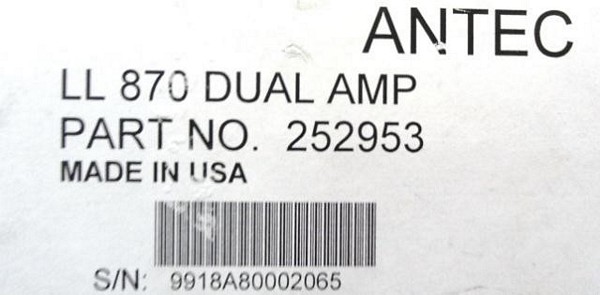 ANTEC
LL 870 DUAL AMP
PART NO. 252953
MADE IN USA
S/N: 9918A80002065